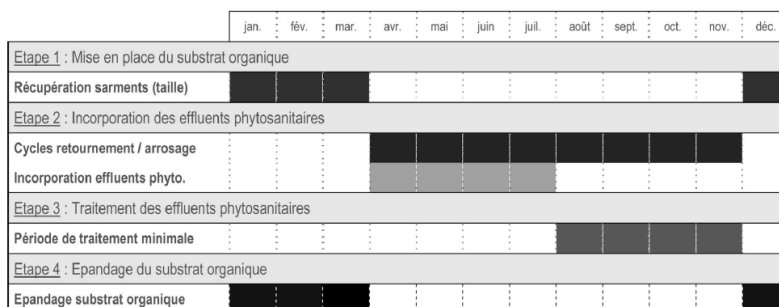 jan. fév. mar. avr. mai juin juil. août sept. oct. nov. déc.
Etape 1 : Mise en place du substrat organique
Récupération sarments (taille)
Etape 2 : Incorporation des effluents phytosanitaires
Cycles retournement / arrosage
Incorporation effluents phyto.
Etape 3 : Traitement des effluents phytosanitaires
Période de traitement minimale
Etape 4 : Epandage du substrat organique
Epandage substrat organique